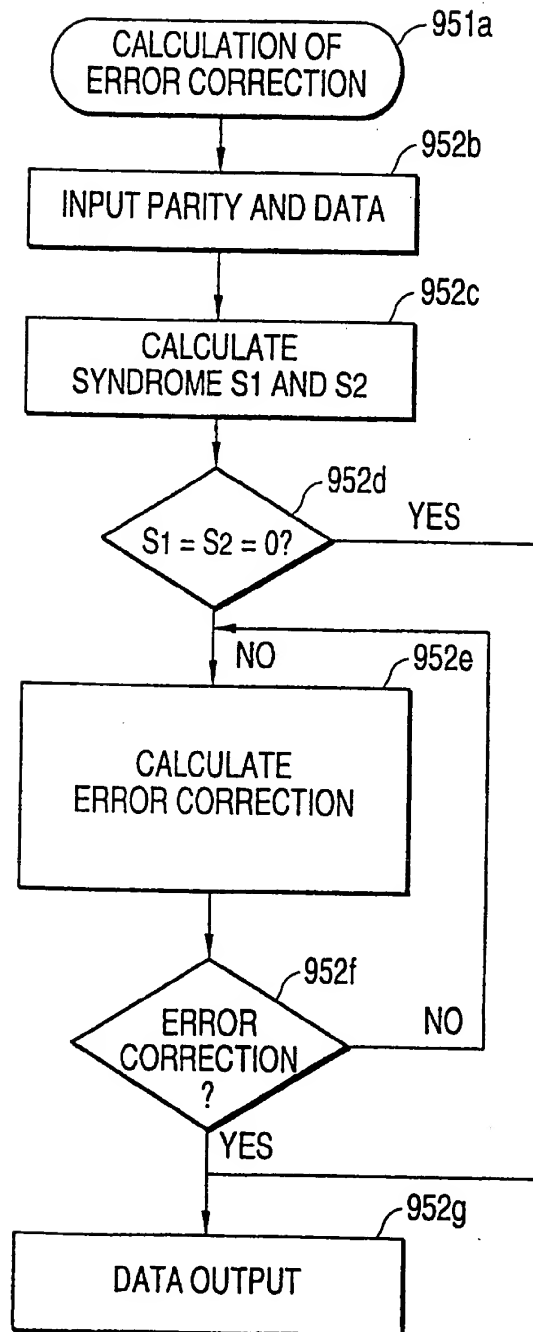 CALCULATION OF
ERROR CORRECTION
951a
952b
INPUT PARITY AND DATA
952c
CALCULATE
SYNDROME S1 AND S2
952d
S1 = S2 = 0?
YES
NO
952e
CALCULATE
ERROR CORRECTION
952f
ERROR
CORRECTION
?
NO
YES
952g
DATA OUTPUT